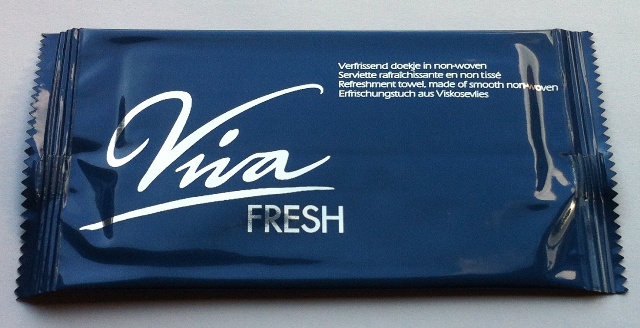 Verfrissend doekje in non-woven
Serviette rafraîchissante en non tissé
Refreshment towel, made of smooth non-woven
Erfrischungstuch aus Viskosevlies
Viva
FRESH